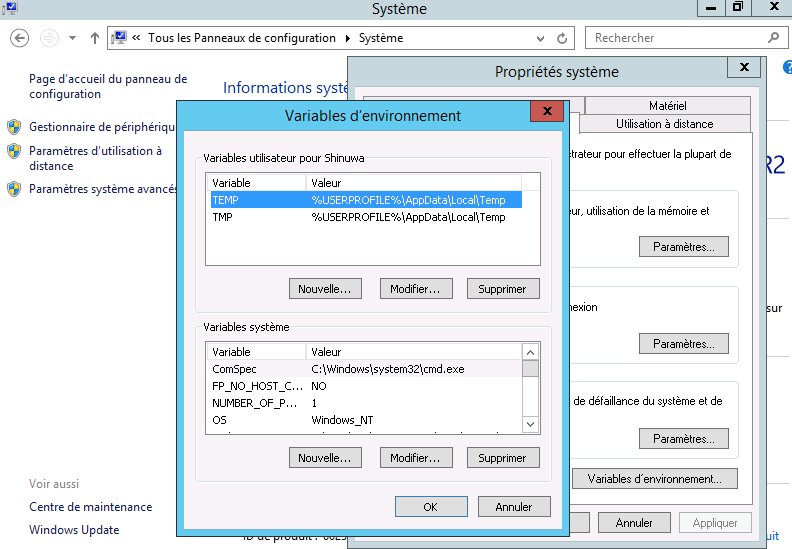 Système
« Tous les Panneaux de configuration ▸ Système
Rechercher
Page d'accueil du panneau de
configuration
Gestionnaire de périphériqu
Paramètres d'utilisation à
distance
Paramètres système avancés
Informations systè
Propriétés système
Matériel
Utilisation à distance
trateur pour effectuer la plupart de
R2
eur, utilisation de la mémoire et
Paramètres...
nexion
sur
Paramètres...
de défaillance du système et de
Paramètres...
Variables d'environnement...
Annuler
Appliquer
Variables d'environnement
Variables utilisateur pour Shinuwa
Variable Valeur
TEMP %USERPROFILE%\AppData\Local\Temp
TMP %USERPROFILE%\AppData\Local\Temp
Nouvelle... Modifier... Supprimer
Variables système
Variable Valeur
ComSpec C:\Windows\system32\cmd.exe
FP_NO_HOST_C... NO
NUMBER_OF_P... 1
OS Windows_NT
Nouvelle... Modifier... Supprimer
OK Annuler
Voir aussi
Centre de maintenance
Windows Update
ID de produit : 0025
uit